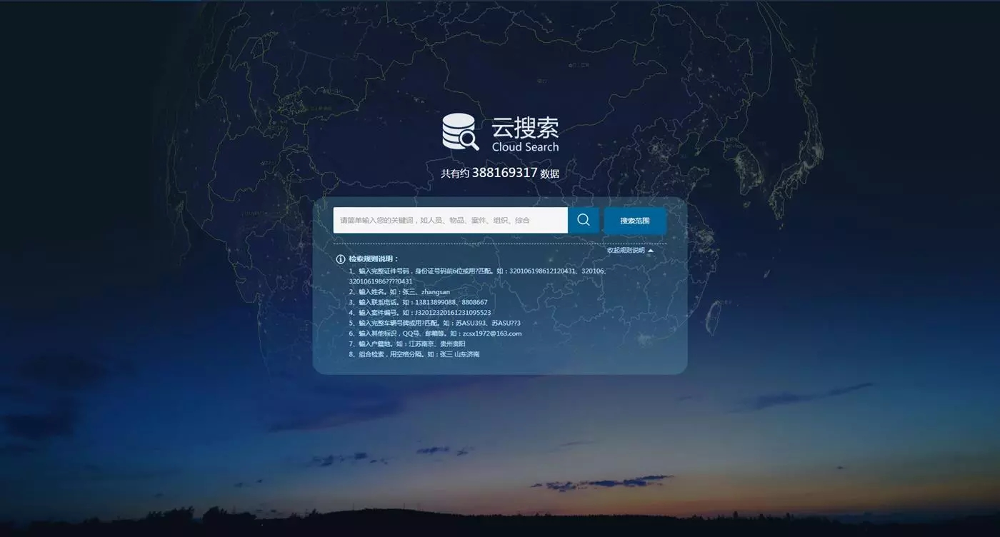 云搜索
Cloud Search
共有约 388169317 数据
请简单输入您的关键词，如人员、物品、案件、组织、综合
搜索范围
收起规则说明
检索规则说明：
1、输入完整证件号码，身份证号码前6位或用?匹配。如：320106198612120431、320106、
3201061986????0431
2、输入姓名。如：张三、zhangsan
3、输入联系电话。如：13813899088、8808667
4、输入案件编号。如：J32012320161231095523
5、输入完整车辆号牌或用?匹配。如：苏ASU393、苏ASU??3
6、输入其他标识，QQ号、邮箱等。如：zcsx1972@163.com
7、输入户籍地。如：江苏南京、贵州贵阳
8、组合检索，用空格分隔。如：张三 山东济南